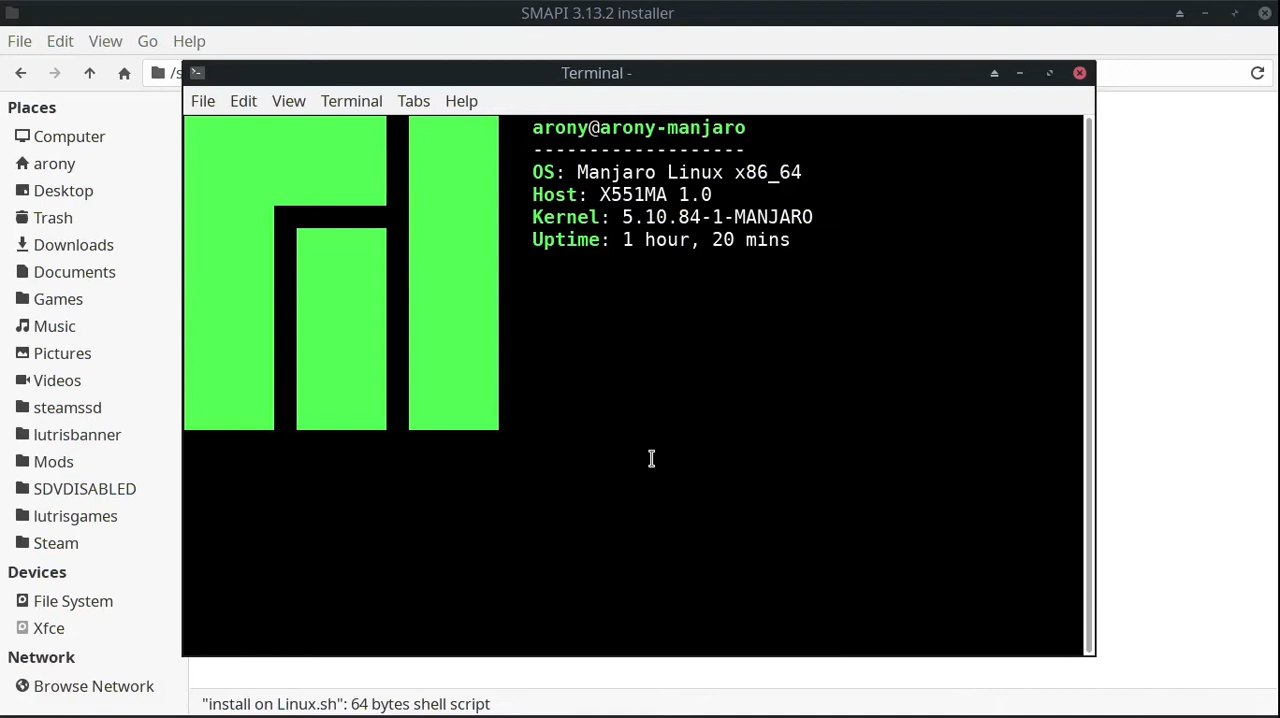 SMAPI 3.13.2 installer
File Edit View Go Help
/s
Terminal -
File Edit View Terminal Tabs Help
Places
Computer
arony
Desktop
Trash
Downloads
Documents
Games
Music
Pictures
Videos
steamssd
lutrisbanner
Mods
SDVDISABLED
lutrisgames
Steam
Devices
File System
Xfce
Network
Browse Network
arony@arony-manjaro
-------------------
OS: Manjaro Linux x86_64
Host: X551MA 1.0
Kernel: 5.10.84-1-MANJARO
Uptime: 1 hour, 20 mins
"install on Linux.sh": 64 bytes shell script